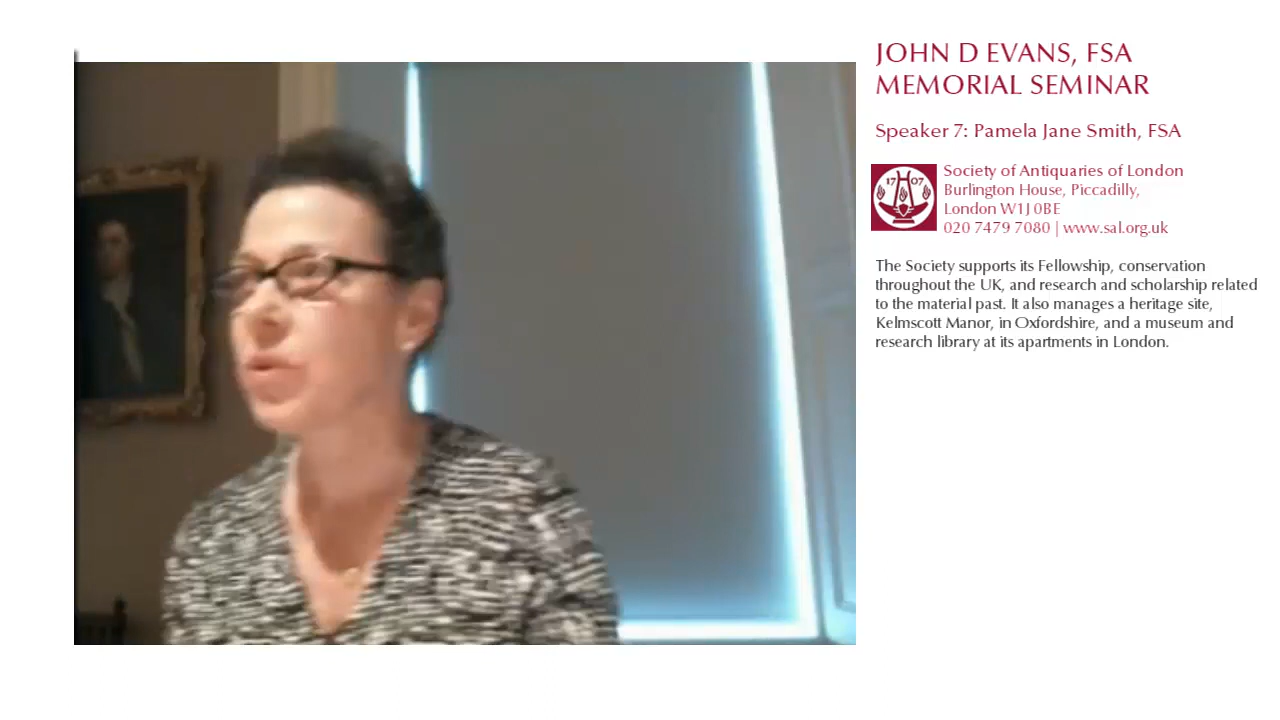 JOHN D EVANS, FSA
MEMORIAL SEMINAR
Speaker 7: Pamela Jane Smith, FSA
17 07
Society of Antiquaries of London
Burlington House, Piccadilly,
London W1J 0BE
020 7479 7080 | www.sal.org.uk
The Society supports its Fellowship, conservation
throughout the UK, and research and scholarship related
to the material past. It also manages a heritage site,
Kelmscott Manor, in Oxfordshire, and a museum and
research library at its apartments in London.